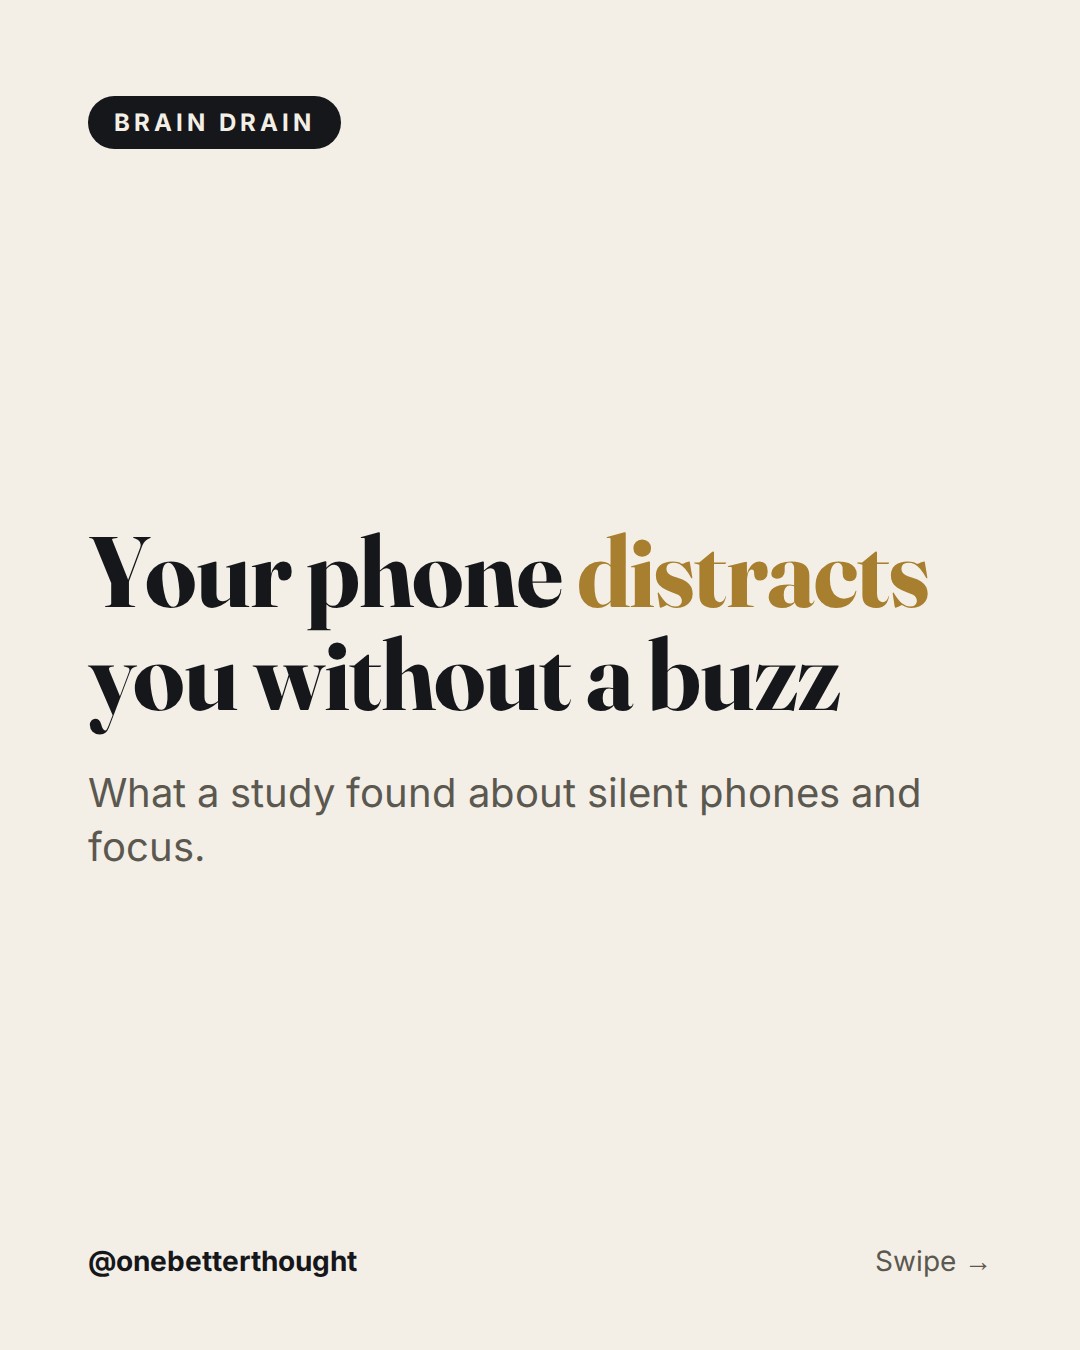 BRAIN DRAIN
Your phone distracts
you without a buzz
What a study found about silent phones and
focus.
@onebetterthought
Swipe →